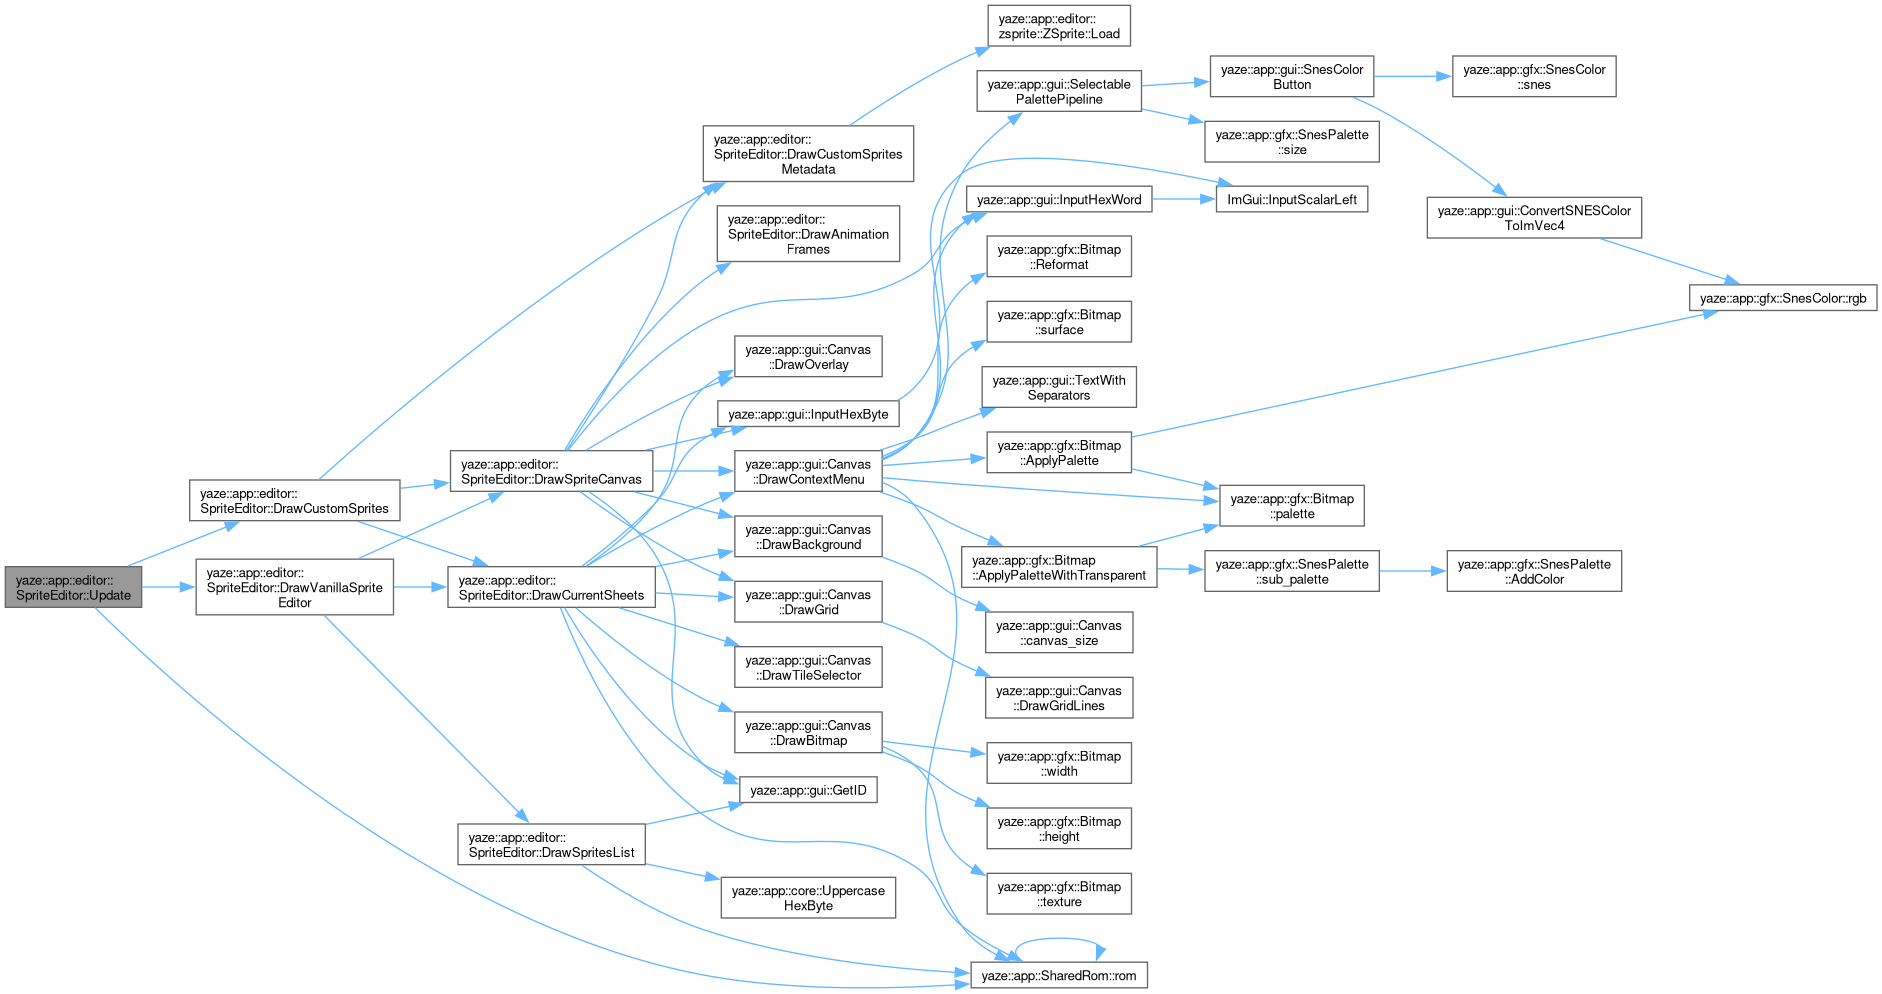 yaze::app::editor::
SpriteEditor::Update
yaze::app::editor::
SpriteEditor::DrawCustomSprites
yaze::app::editor::
SpriteEditor::DrawVanillaSprite
Editor
yaze::app::editor::
SpriteEditor::DrawSpriteCanvas
yaze::app::editor::
SpriteEditor::DrawCurrentSheets
yaze::app::editor::
SpriteEditor::DrawSpritesList
yaze::app::editor::
SpriteEditor::DrawCustomSprites
Metadata
yaze::app::editor::
SpriteEditor::DrawAnimation
Frames
yaze::app::gui::Canvas
::DrawOverlay
yaze::app::gui::InputHexByte
yaze::app::gui::Canvas
::DrawContextMenu
yaze::app::gui::Canvas
::DrawBackground
yaze::app::gui::Canvas
::DrawGrid
yaze::app::gui::Canvas
::DrawTileSelector
yaze::app::gui::Canvas
::DrawBitmap
yaze::app::gui::GetID
yaze::app::core::Uppercase
HexByte
yaze::app::editor::
zsprite::ZSprite::Load
yaze::app::gui::Selectable
PalettePipeline
yaze::app::gui::InputHexWord
yaze::app::gfx::Bitmap
::Reformat
yaze::app::gfx::Bitmap
::surface
yaze::app::gui::TextWith
Separators
yaze::app::gfx::Bitmap
::ApplyPalette
yaze::app::gfx::Bitmap
::ApplyPaletteWithTransparent
yaze::app::gui::Canvas
::canvas_size
yaze::app::gui::Canvas
::DrawGridLines
yaze::app::gfx::Bitmap
::width
yaze::app::gfx::Bitmap
::height
yaze::app::gfx::Bitmap
::texture
yaze::app::SharedRom::rom
yaze::app::gui::SnesColor
Button
yaze::app::gfx::SnesPalette
::size
ImGui::InputScalarLeft
yaze::app::gfx::Bitmap
::palette
yaze::app::gfx::SnesPalette
::sub_palette
yaze::app::gfx::SnesColor
::snes
yaze::app::gui::ConvertSNESColor
ToImVec4
yaze::app::gfx::SnesPalette
::AddColor
yaze::app::gfx::SnesColor::rgb